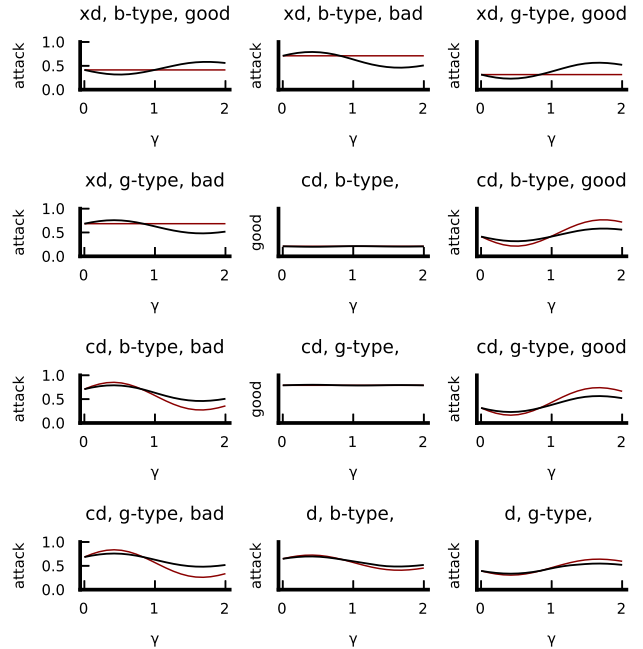 xd, b-type, good
xd, b-type, bad
xd, g-type, good
attack
1.0
0.5
0.0
0
1
2
γ
attack
0
1
2
γ
attack
0
1
2
γ
xd, g-type, bad
cd, b-type,
cd, b-type, good
attack
1.0
0.5
0.0
0
1
2
γ
good
0
1
2
γ
attack
0
1
2
γ
cd, b-type, bad
cd, g-type,
cd, g-type, good
attack
1.0
0.5
0.0
0
1
2
γ
good
0
1
2
γ
attack
0
1
2
γ
cd, g-type, bad
d, b-type,
d, g-type,
attack
1.0
0.5
0.0
0
1
2
γ
attack
0
1
2
γ
attack
0
1
2
γ